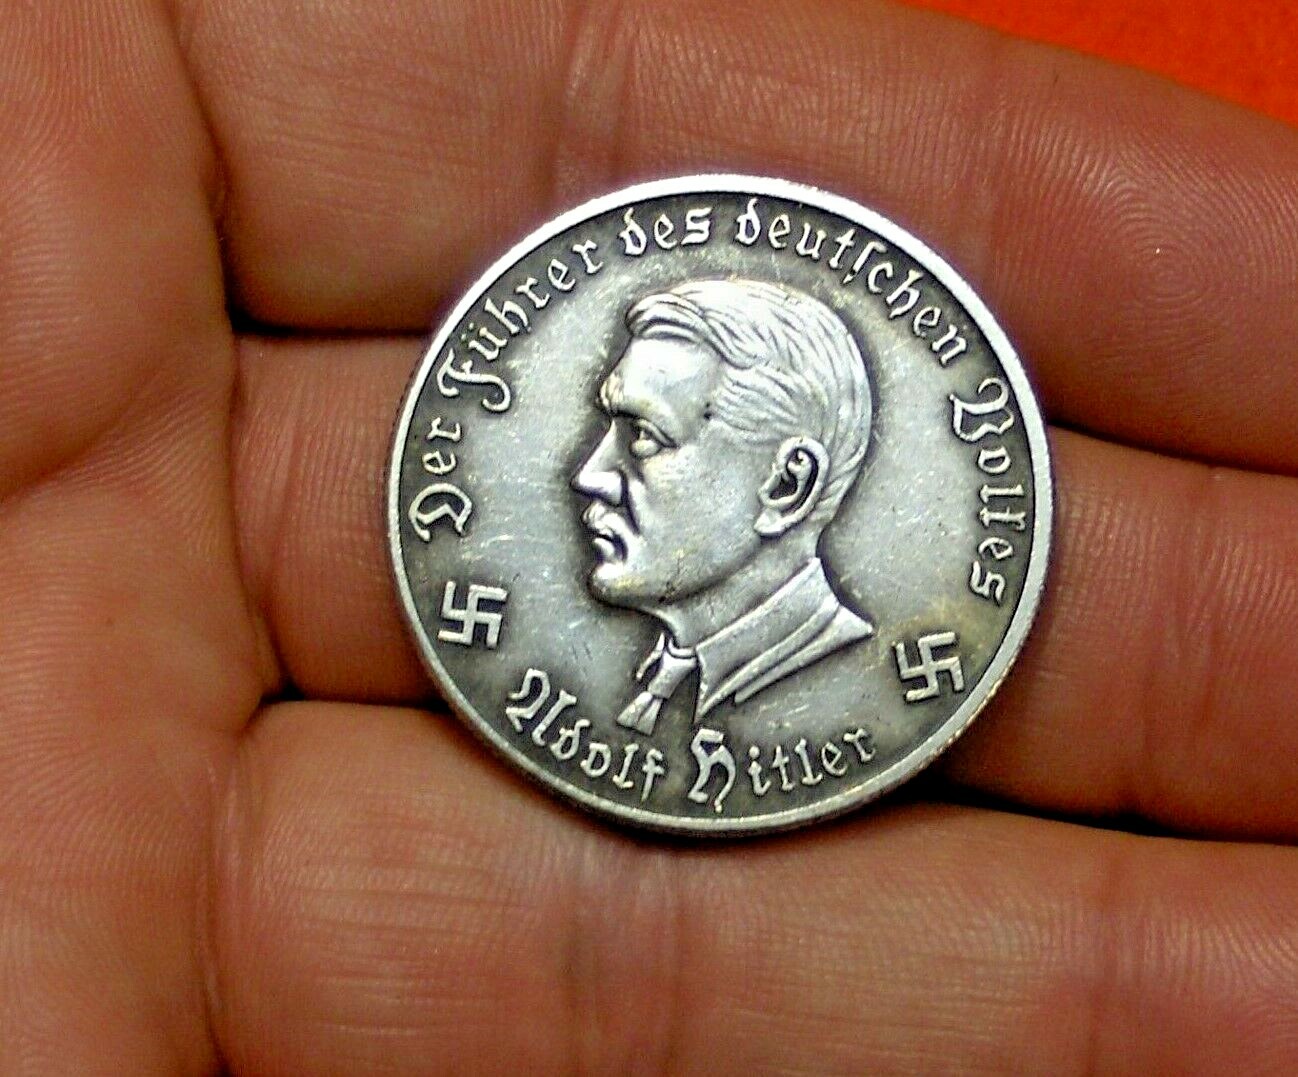 Der Führer des deutschen Volkes
Adolf Hitler